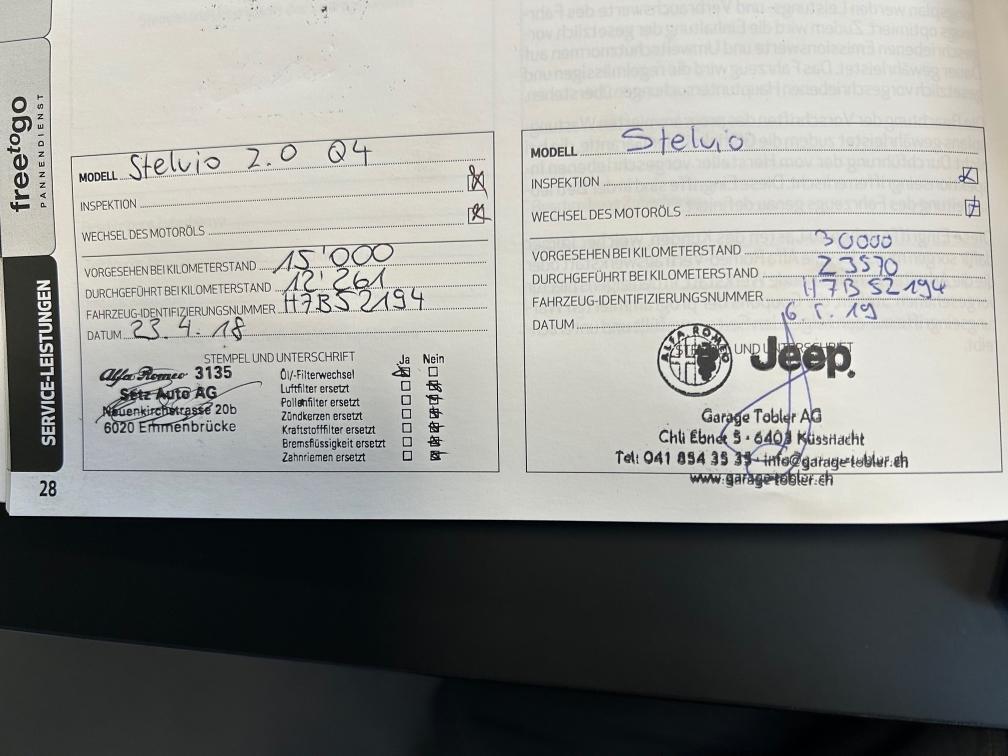 freetogo
PANNENDIENST
SERVICE-LEISTUNGEN
28
MODELL Stelvio 2.0 Q4
INSPEKTION
WECHSEL DES MOTORÖLS
VORGESEHEN BEI KILOMETERSTAND 15'000
DURCHGEFÜHRT BEI KILOMETERSTAND 12'261
FAHRZEUG-IDENTIFIZIERUNGSNUMMER H7B52194
DATUM 23.4.18
STEMPEL UND UNTERSCHRIFT
Alfa Romeo 3135
Setz Auto AG
Neuenkirchstrasse 20b
6020 Emmenbrücke
Ja Nein
Öl-/Filterwechsel
Luftfilter ersetzt
Pollenfilter ersetzt
Zündkerzen ersetzt
Kraftstofffilter ersetzt
Bremsflüssigkeit ersetzt
Zahnriemen ersetzt
MODELL Stelvio
INSPEKTION
WECHSEL DES MOTORÖLS
VORGESEHEN BEI KILOMETERSTAND 30000
DURCHGEFÜHRT BEI KILOMETERSTAND 23570
FAHRZEUG-IDENTIFIZIERUNGSNUMMER H7B52194
DATUM 6.5.19
STEMPEL UND UNTERSCHRIFT
ALFA ROMEO
Jeep
Garage Tobler AG
Chli Ebnet 5 · 6403 Küssnacht
Tel: 041 854 35 35 · info@garage-tobler.ch
www.garage-tobler.ch